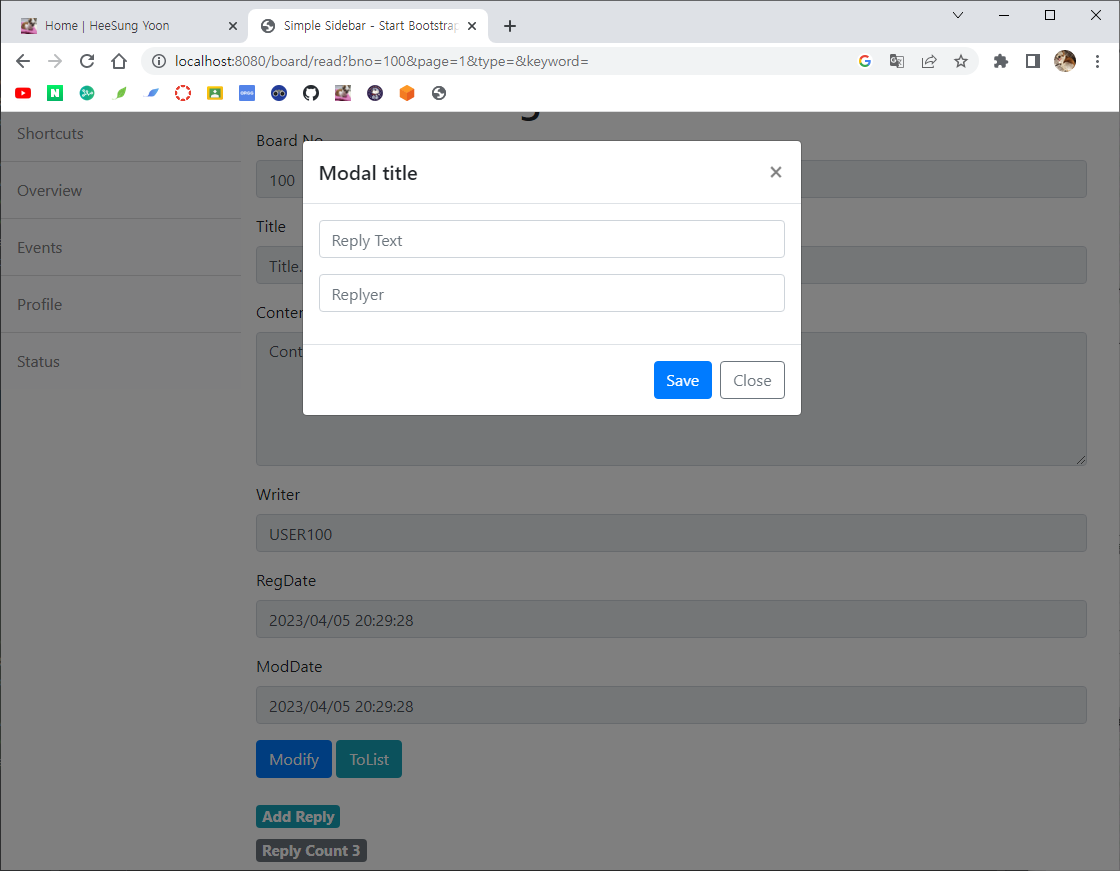 Home | HeeSung Yoon
Simple Sidebar - Start Bootstrap
localhost:8080/board/read?bno=100&page=1&type=&keyword=
Shortcuts
Overview
Events
Profile
Status
Board No
100
Modal title
×
Title
Title.
Reply Text
Replyer
Conten
Cont
Save
Close
Writer
USER100
RegDate
2023/04/05 20:29:28
ModDate
2023/04/05 20:29:28
Modify
ToList
Add Reply
Reply Count 3